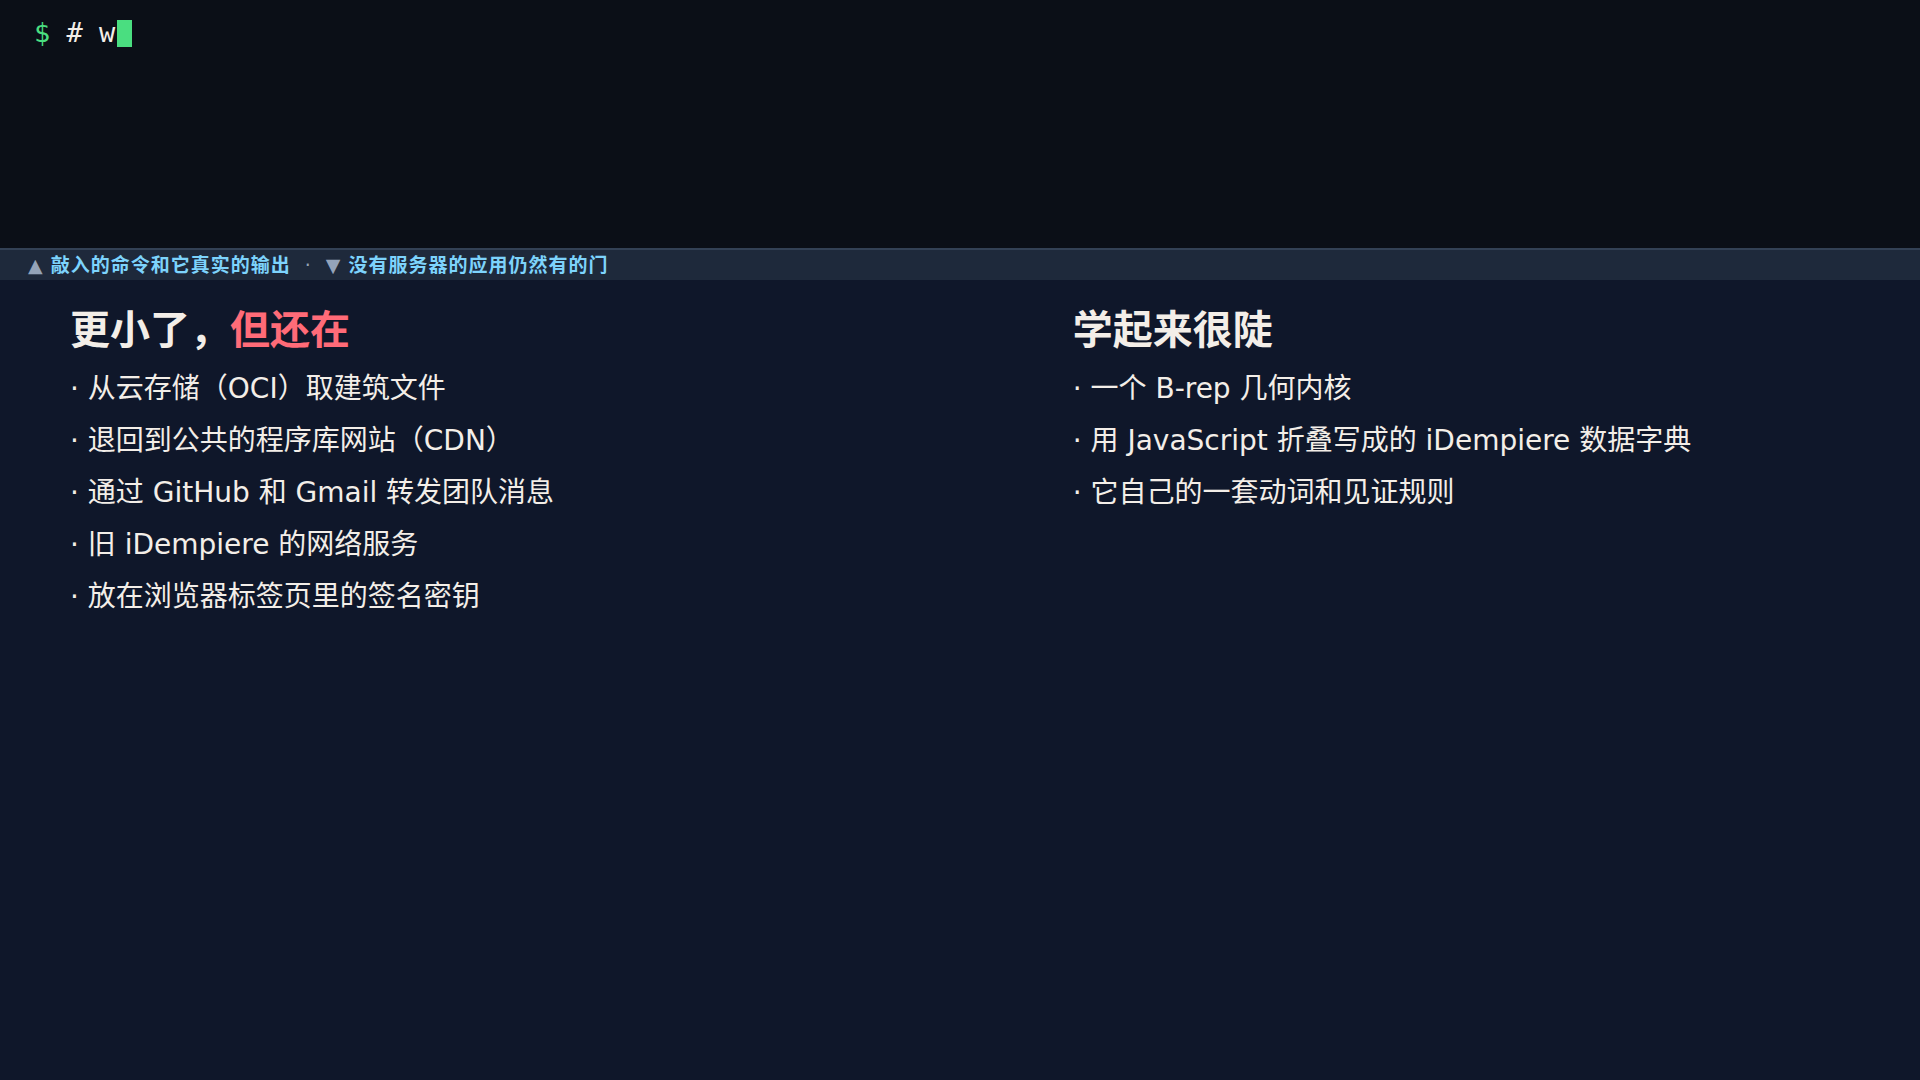 $ # w
▲ 敲入的命令和它真实的输出 · ▼ 没有服务器的应用仍然有的门
更小了，但还在
· 从云存储（OCI）取建筑文件
· 退回到公共的程序库网站（CDN）
· 通过 GitHub 和 Gmail 转发团队消息
· 旧 iDempiere 的网络服务
· 放在浏览器标签页里的签名密钥
学起来很陡
· 一个 B-rep 几何内核
· 用 JavaScript 折叠写成的 iDempiere 数据字典
· 它自己的一套动词和见证规则